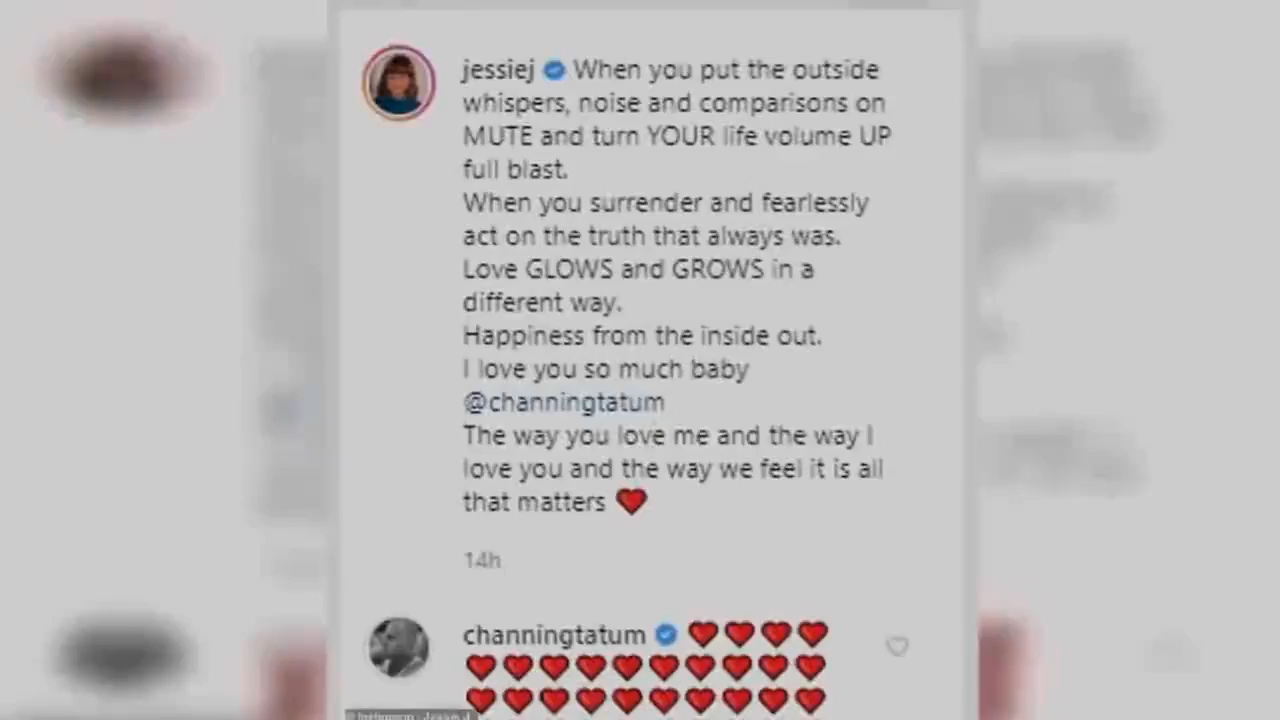 jessiej When you put the outside
whispers, noise and comparisons on
MUTE and turn YOUR life volume UP
full blast.
When you surrender and fearlessly
act on the truth that always was.
Love GLOWS and GROWS in a
different way.
Happiness from the inside out.
I love you so much baby
@channingtatum
The way you love me and the way I
love you and the way we feel it is all
that matters ❤️
14h
channingtatum ❤️❤️❤️❤️
❤️❤️❤️❤️❤️❤️❤️❤️❤️❤️
❤️❤️❤️❤️❤️❤️❤️❤️❤️❤️